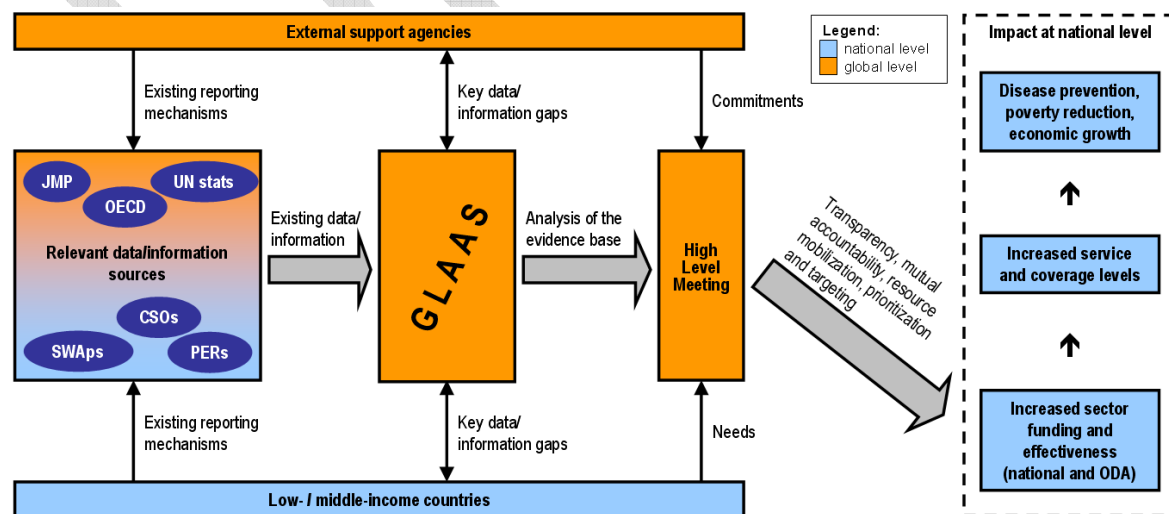 External support agencies
Legend:
national level
global level
Impact at national level
Existing reporting
mechanisms
Key data/
information gaps
Commitments
Disease prevention,
poverty reduction,
economic growth
JMP
UN stats
OECD
Relevant data/information
sources
CSOs
SWAps
PERs
Existing data/
information
GLAAS
Analysis of the
evidence base
High
Level
Meeting
Transparency, mutual
accountability, resource
mobilization, prioritization
and targeting
Increased service
and coverage levels
Increased sector
funding and
effectiveness
(national and ODA)
Existing reporting
mechanisms
Key data/
information gaps
Needs
Low- / middle-income countries